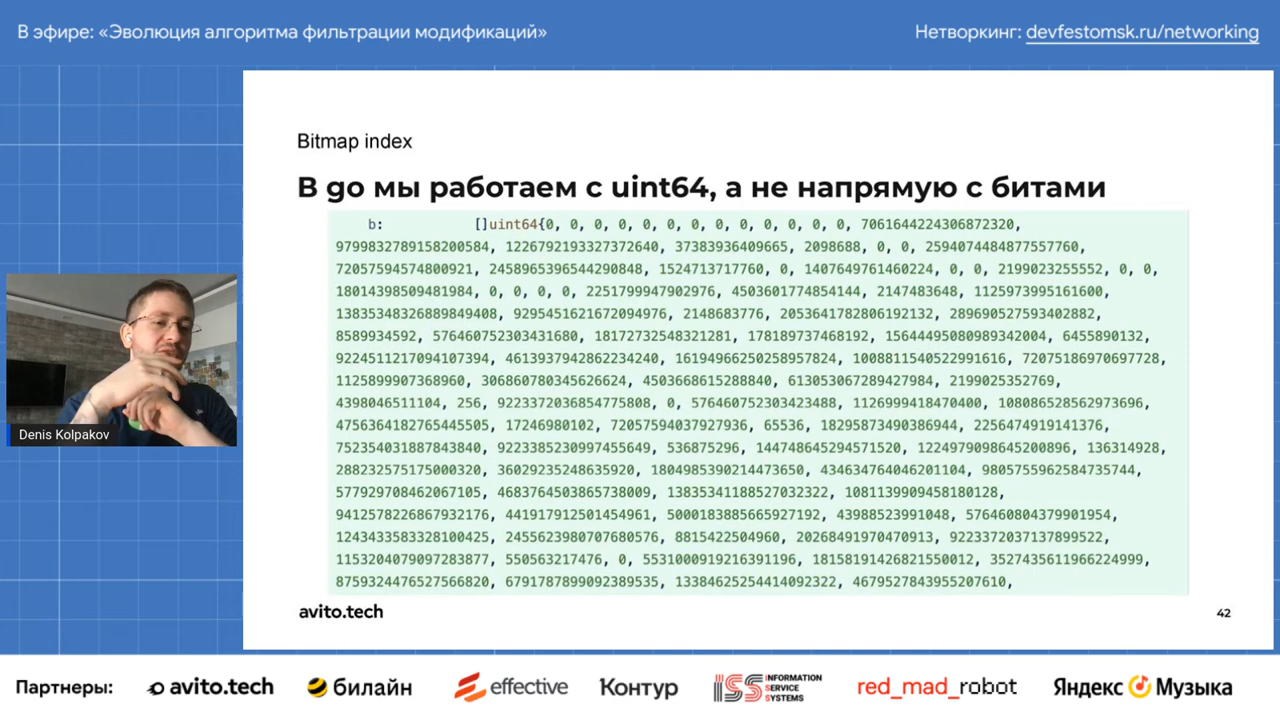 В эфире: «Эволюция алгоритма фильтрации модификаций»
Нетворкинг: devfestomsk.ru/networking
Bitmap index
В go мы работаем с uint64, а не напрямую с битами
b: []uint64{0, 0, 0, 0, 0, 0, 0, 0, 0, 0, 0, 0, 0, 7061644224306872320,
9799832789158200584, 1226792193327372640, 37383936409665, 2098688, 0, 0, 2594074484877557760,
72057594574800921, 2458965396544290848, 1524713717760, 0, 1407649761460224, 0, 0, 2199023255552, 0, 0,
18014398509481984, 0, 0, 0, 0, 2251799947902976, 4503601774854144, 2147483648, 1125973995161600,
13835348326889849408, 9295451621672094976, 2148683776, 2053641782806192132, 289690527593402882,
8589934592, 576460752303431680, 181727732548321281, 178189737468192, 15644495080989342004, 6455890132,
9224511217094107394, 4613937942862234240, 16194966250258957824, 1008811540522991616, 72075186970697728,
1125899907368960, 306860780345626624, 4503668615288840, 613053067289427984, 2199025352769,
4398046511104, 256, 9223372036854775808, 0, 576460752303423488, 1126999418470400, 108086528562973696,
4756364182765445505, 17246980102, 72057594037927936, 65536, 18295873490386944, 2256474919141376,
7523540318878​43840, 9223385230997455649, 536875296, 144748645294571520, 1224979098645200896, 136314928,
288232575175000320, 36029235248635920, 1804985390214473650, 434634764046201104, 9805755962584735744,
577929708462067105, 4683764503865738009, 13835341188527032322, 1081139909458180128,
9412578226867932176, 441917912501454961, 5000183885665927192, 43988523991048, 576460804379901954,
1243433583328100425, 2455623980707680576, 8815422504960, 20268491970470913, 9223372037137899522,
1153204079097283877, 550563217476, 0, 5531000919216391196, 18158191426821550012, 3527435611966224999,
8759324476527566820, 6791787899092389535, 13384625254414092322, 4679527843955207610,
avito.tech
42
Denis Kolpakov
Партнеры: avito.tech билайн effective Контур ISS INFORMATION SERVICE SYSTEMS red_mad_robot Яндекс Музыка